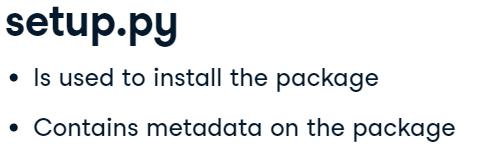 setup.py
• Is used to install the package
• Contains metadata on the package